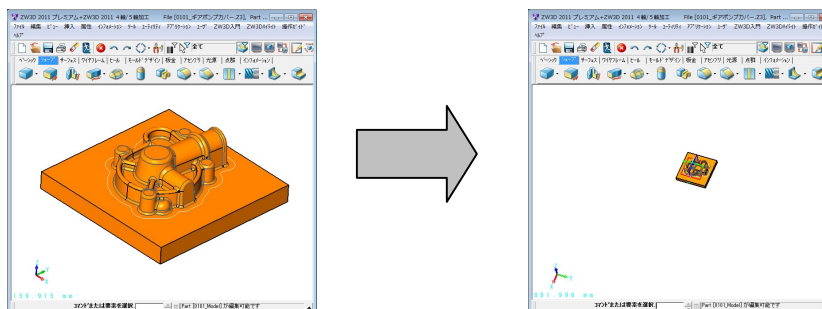 ZW3D 2011 プレミアム+ZW3D 2011 4軸/5軸加工 File [0101_ギアポンプカバー.Z3], Part ...
ファイル 編集 ビュー 挿入 属性 インフォメーション ツール ユーティリティ アプリケーション ユーザ ZW3D入門 ZW3Dハイライト 操作ガイド
ヘルプ
全て
ベーシック シェープ サーフェス ワイヤフレーム ヒール モールドデザイン 板金 アセンブリ 光源 点群 インフォメーション
159.915 mm
コマンドまたは要素を選択.
Part [0101_Model] が編集可能です
ZW3D 2011 プレミアム+ZW3D 2011 4軸/5軸加工 File [0101_ギアポンプカバー.Z3], Part ...
ファイル 編集 ビュー 挿入 属性 インフォメーション ツール ユーティリティ アプリケーション ユーザ ZW3D入門 ZW3Dハイライト 操作ガイド
ヘルプ
全て
ベーシック シェープ サーフェス ワイヤフレーム ヒール モールドデザイン 板金 アセンブリ 光源 点群 インフォメーション
コマンドまたは要素を選択.
Part [0101_Model] が編集可能です